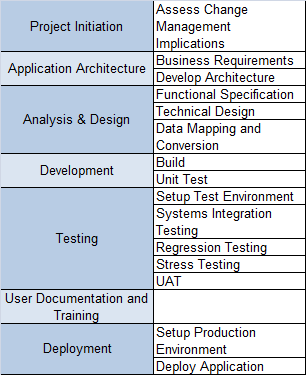 Project Initiation
Assess Change
Management
Implications
Application Architecture
Business Requirements
Develop Architecture
Analysis & Design
Functional Specification
Technical Design
Data Mapping and
Conversion
Development
Build
Unit Test
Testing
Setup Test Environment
Systems Integration
Testing
Regression Testing
Stress Testing
UAT
User Documentation and
Training
Deployment
Setup Production
Environment
Deploy Application